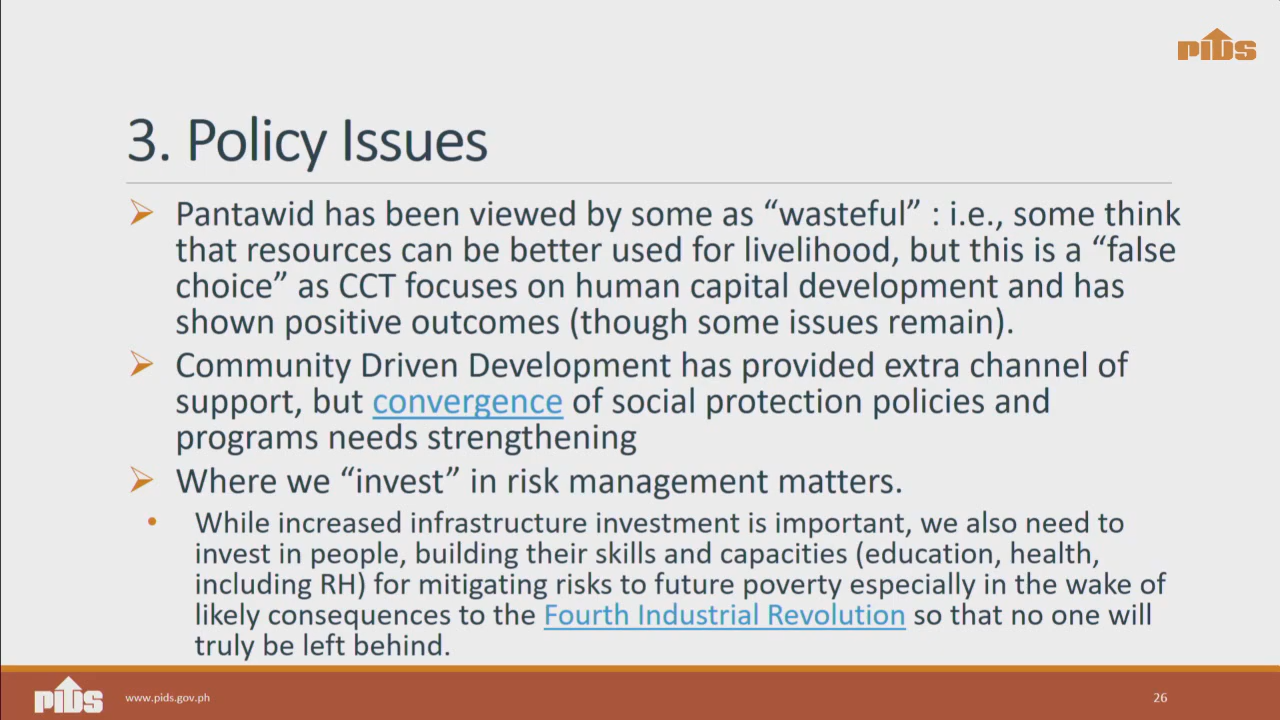 PIDS
3. Policy Issues
Pantawid has been viewed by some as “wasteful” : i.e., some think
that resources can be better used for livelihood, but this is a “false
choice” as CCT focuses on human capital development and has
shown positive outcomes (though some issues remain).
Community Driven Development has provided extra channel of
support, but convergence of social protection policies and
programs needs strengthening
Where we “invest” in risk management matters.
While increased infrastructure investment is important, we also need to
invest in people, building their skills and capacities (education, health,
including RH) for mitigating risks to future poverty especially in the wake of
likely consequences to the Fourth Industrial Revolution so that no one will
truly be left behind.
PIDS
www.pids.gov.ph
26